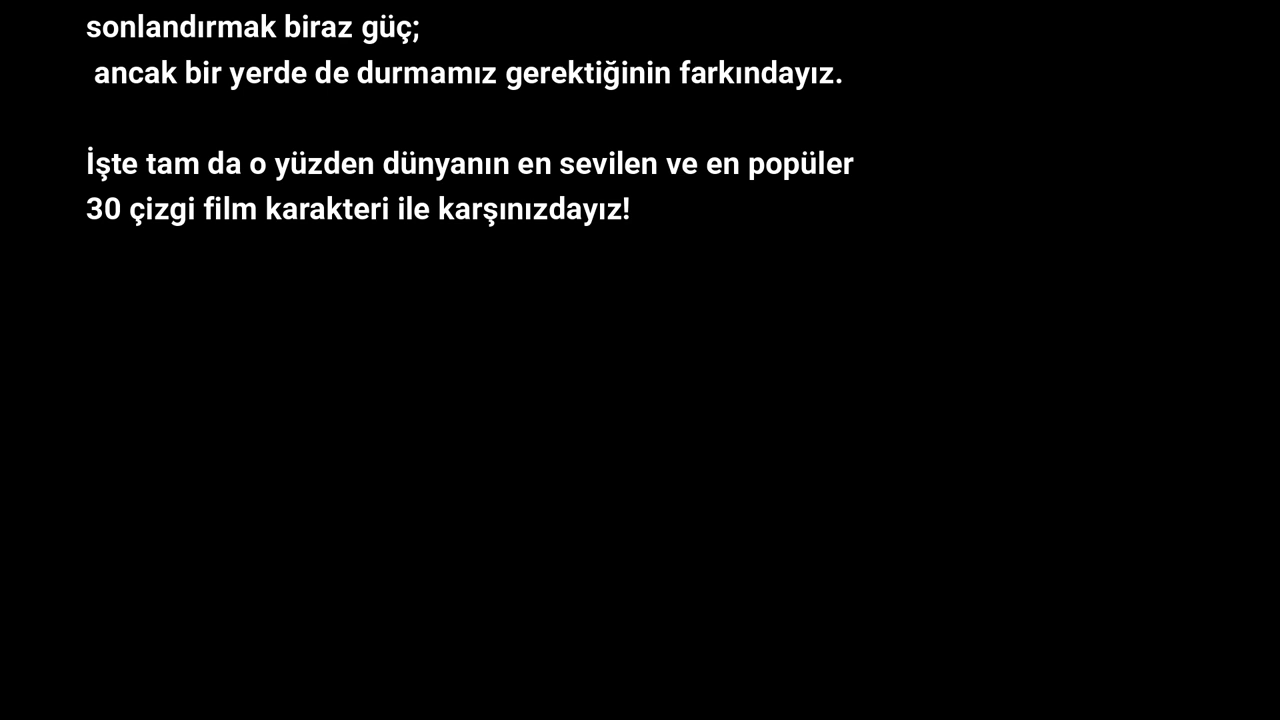 sonlandırmak biraz güç;
ancak bir yerde de durmamız gerektiğinin farkındayız.
İşte tam da o yüzden dünyanın en sevilen ve en popüler
30 çizgi film karakteri ile karşınızdayız!